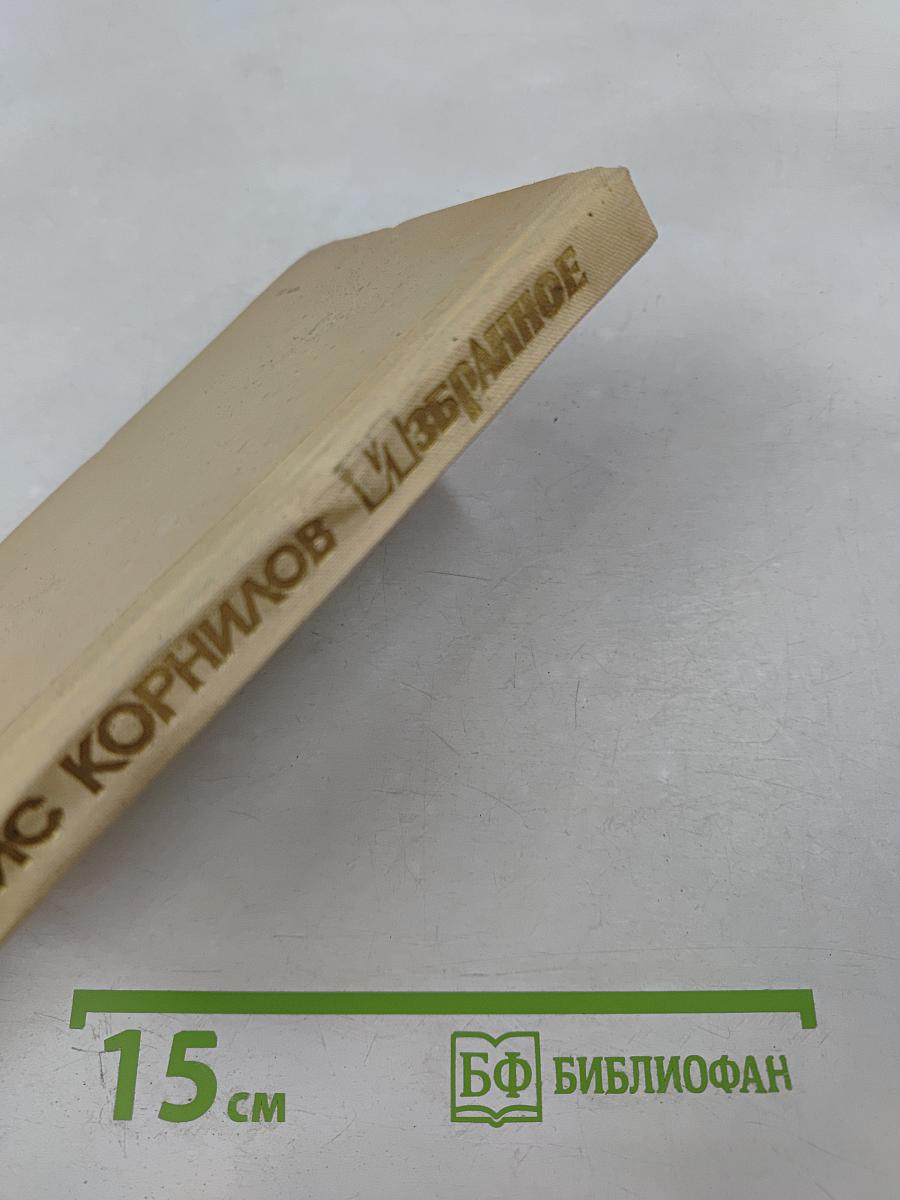 ИС КОРНИЛОВ ИЗБРАННОЕ
15 см
БФ БИБЛИОФАН